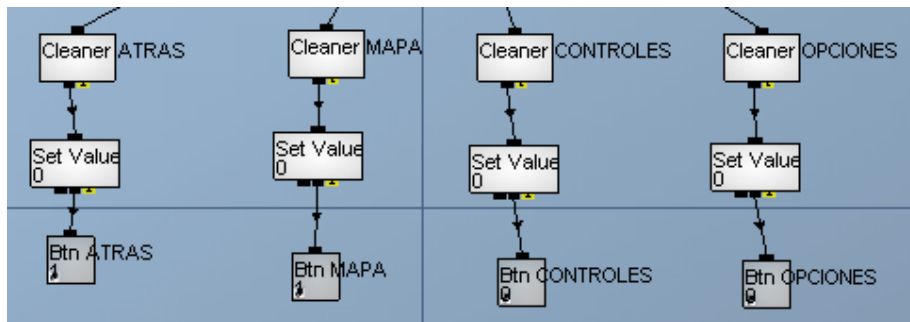 Cleaner ATRAS
Cleaner MAPA
Cleaner CONTROLES
Cleaner OPCIONES
Set Value
0
Set Value
0
Set Value
0
Set Value
0
Btn ATRAS
1
Btn MAPA
1
Btn CONTROLES
0
Btn OPCIONES
0